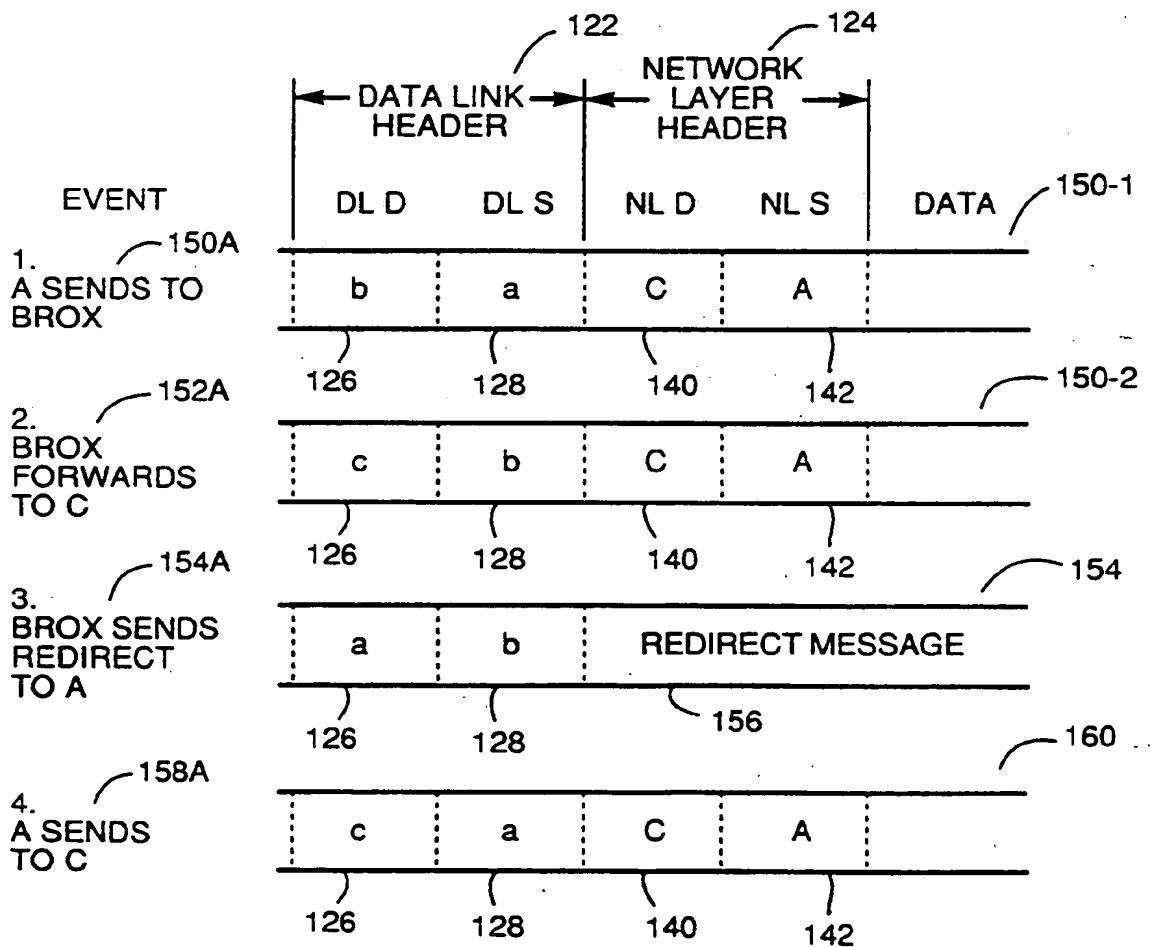 122
124
DATA LINK
HEADER
NETWORK
LAYER
HEADER
EVENT
DL D
DL S
NL D
NL S
DATA
150-1
150A
1.
A SENDS TO
BROX
b
a
C
A
126
128
140
142
150-2
152A
2.
BROX
FORWARDS
TO C
c
b
C
A
126
128
140
142
154
154A
3.
BROX SENDS
REDIRECT
TO A
a
b
REDIRECT MESSAGE
126
128
156
160
158A
4.
A SENDS
TO C
c
a
C
A
126
128
140
142